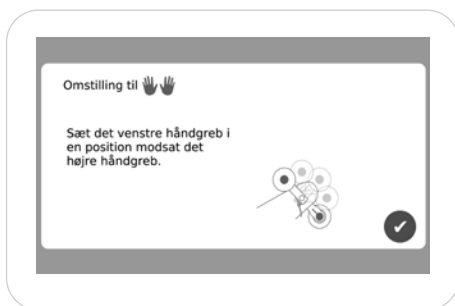 Omstilling til
Sæt det venstre håndgreb i
en position modsat det
højre håndgreb.